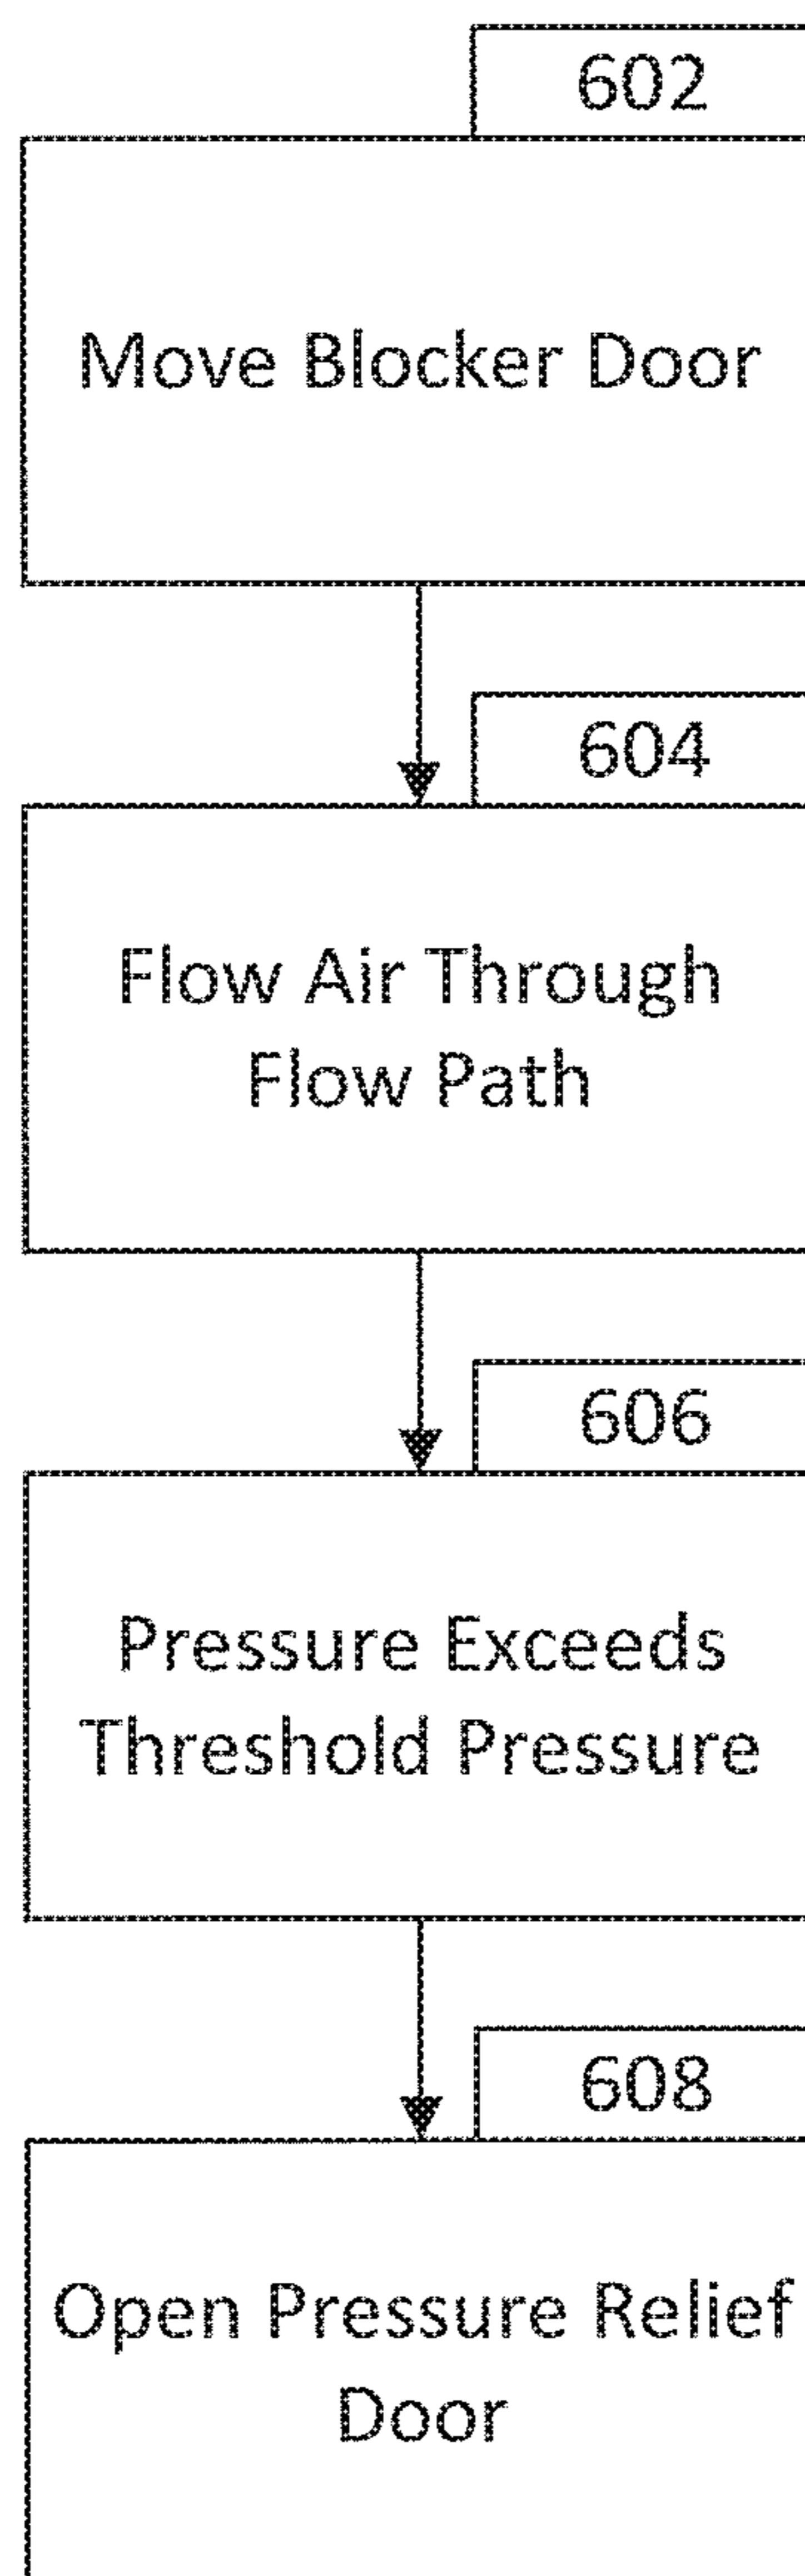 602
Move Blocker Door
604
Flow Air Through
Flow Path
606
Pressure Exceeds
Threshold Pressure
608
Open Pressure Relief
Door